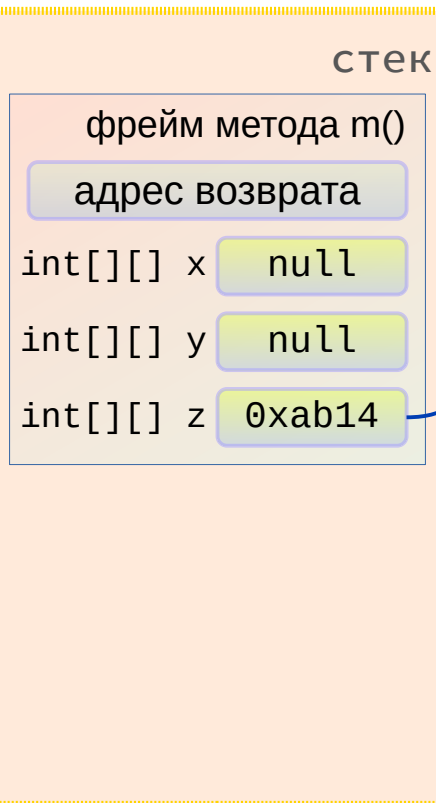 стек
фрейм метода m()
адрес возврата
int[][] x null
int[][] y null
int[][] z 0xab14